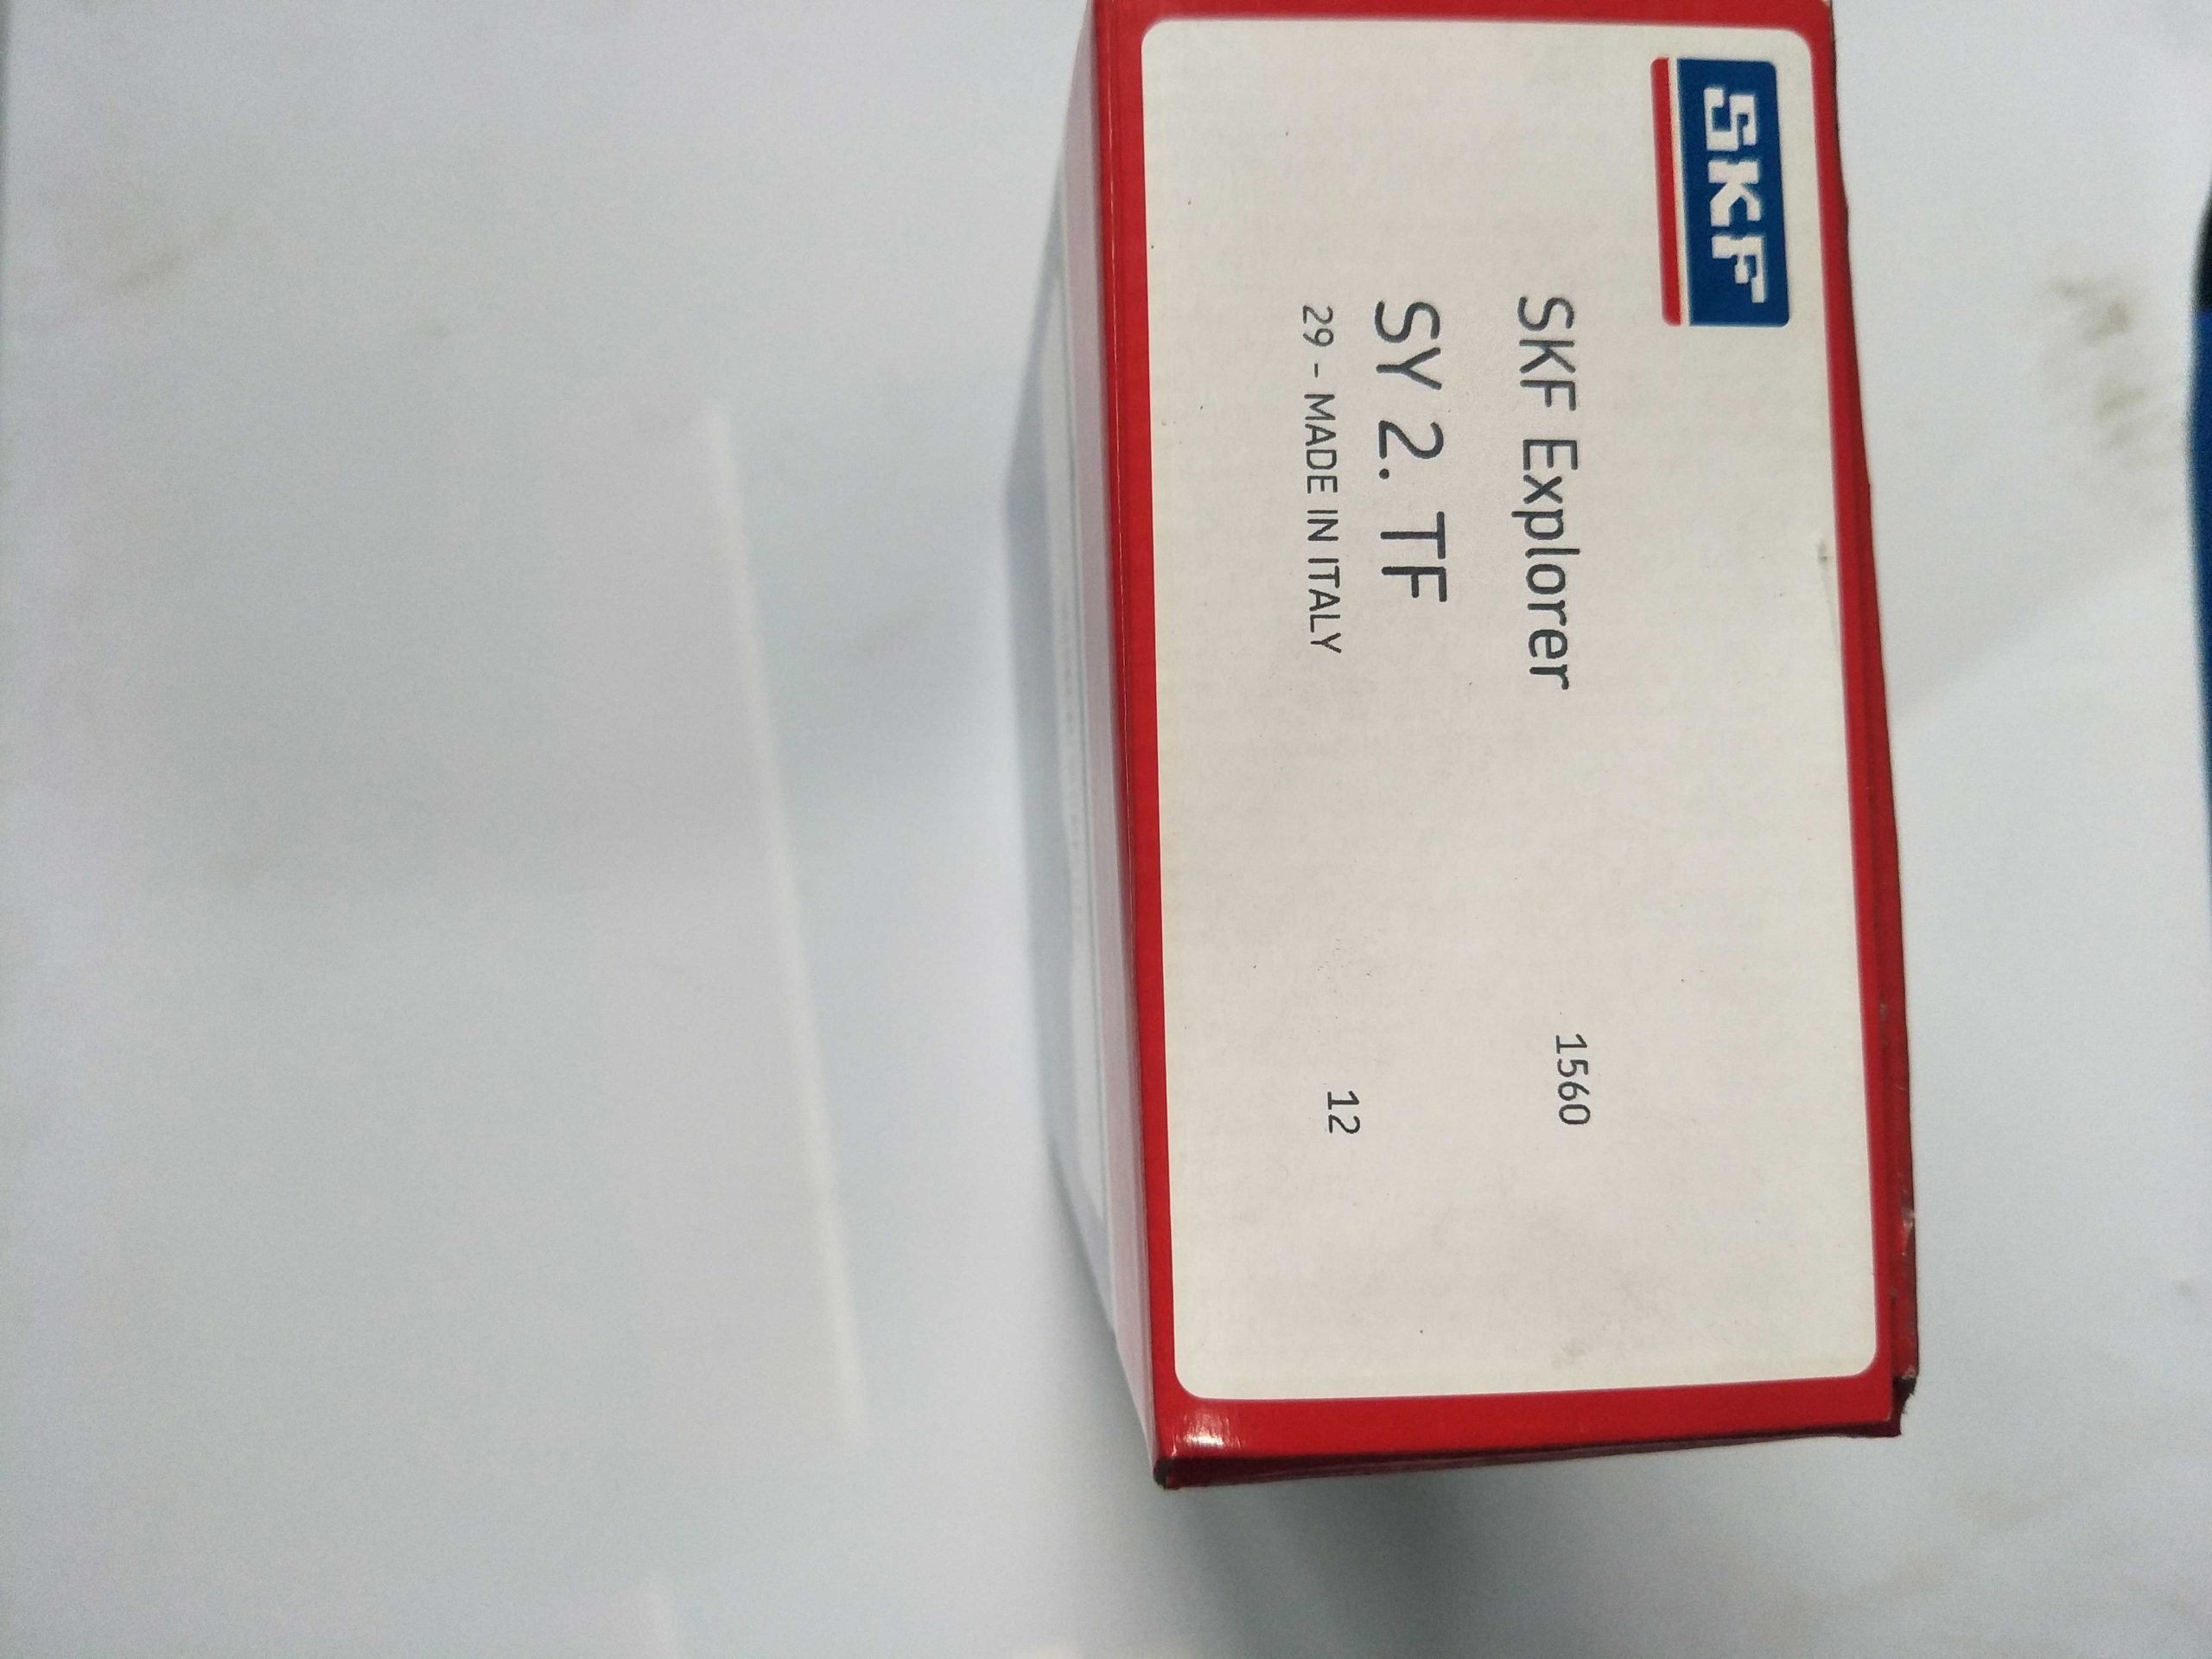 SKF
SKF Explorer 1560
SY 2. TF
29 - MADE IN ITALY 12